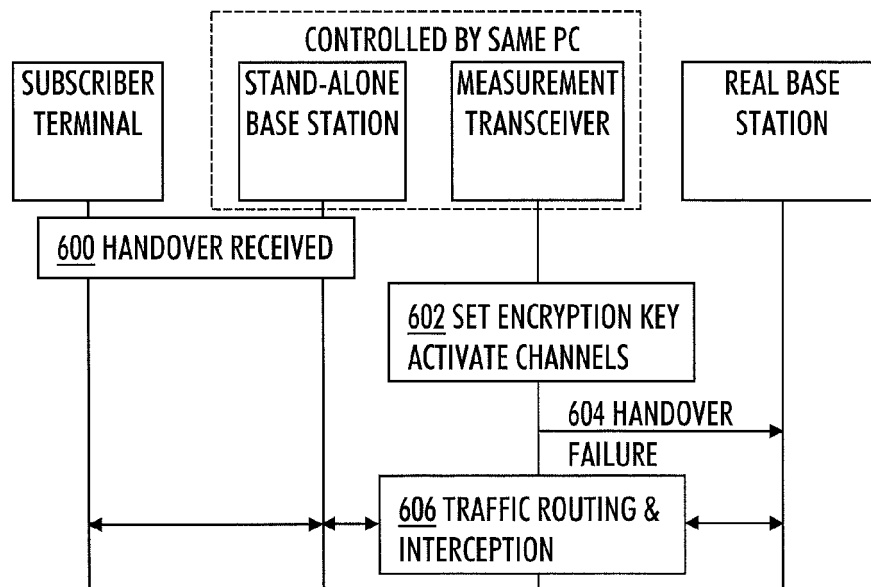 CONTROLLED BY SAME PC
SUBSCRIBER
TERMINAL
STAND-ALONE
BASE STATION
MEASUREMENT
TRANSCEIVER
REAL BASE
STATION
600 HANDOVER RECEIVED
602 SET ENCRYPTION KEY
ACTIVATE CHANNELS
604 HANDOVER
FAILURE
606 TRAFFIC ROUTING &
INTERCEPTION